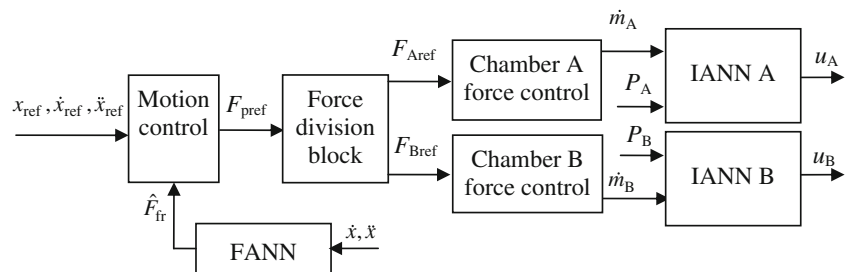 ṁ_A
F_Aref
Chamber A
force control
IANN A
u_A
P_A
x_ref , ẋ_ref , ẍ_ref
Motion
control
F_pref
Force
division
block
P_B
F_Bref
Chamber B
force control
IANN B
u_B
ṁ_B
F̂_fr
FANN
ẋ, ẍ